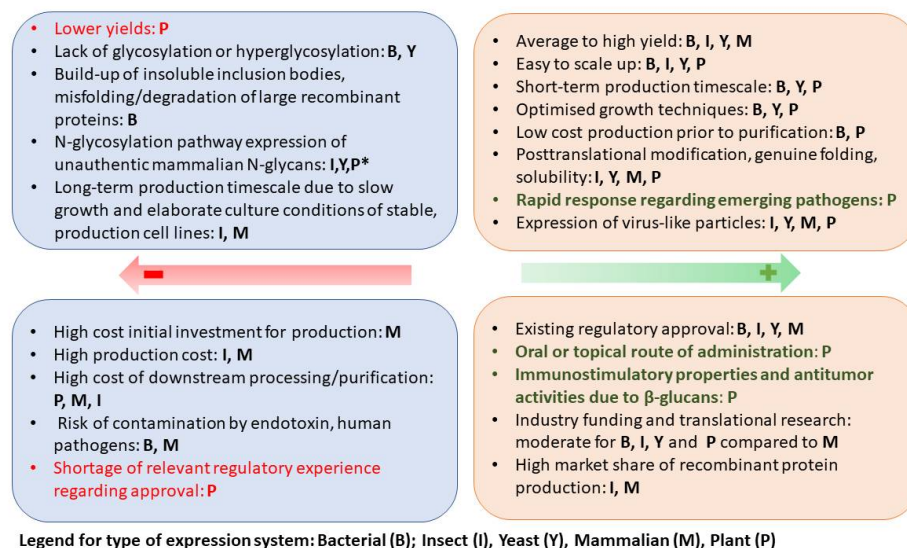 • Lower yields: P
• Lack of glycosylation or hyperglycosylation: B, Y
• Build-up of insoluble inclusion bodies,
misfolding/degradation of large recombinant
proteins: B
• N-glycosylation pathway expression of
unauthentic mammalian N-glycans: I,Y,P*
• Long-term production timescale due to slow
growth and elaborate culture conditions of stable,
production cell lines: I, M
• Average to high yield: B, I, Y, M
• Easy to scale up: B, I, Y, P
• Short-term production timescale: B, Y, P
• Optimised growth techniques: B, Y, P
• Low cost production prior to purification: B, P
• Posttranslational modification, genuine folding,
solubility: I, Y, M, P
• Rapid response regarding emerging pathogens: P
• Expression of virus-like particles: I, Y, M, P
• High cost initial investment for production: M
• High production cost: I, M
• High cost of downstream processing/purification:
P, M, I
• Risk of contamination by endotoxin, human
pathogens: B, M
• Shortage of relevant regulatory experience
regarding approval: P
• Existing regulatory approval: B, I, Y, M
• Oral or topical route of administration: P
• Immunostimulatory properties and antitumor
activities due to β-glucans: P
• Industry funding and translational research:
moderate for B, I, Y and P compared to M
• High market share of recombinant protein
production: I, M
Legend for type of expression system: Bacterial (B); Insect (I), Yeast (Y), Mammalian (M), Plant (P)